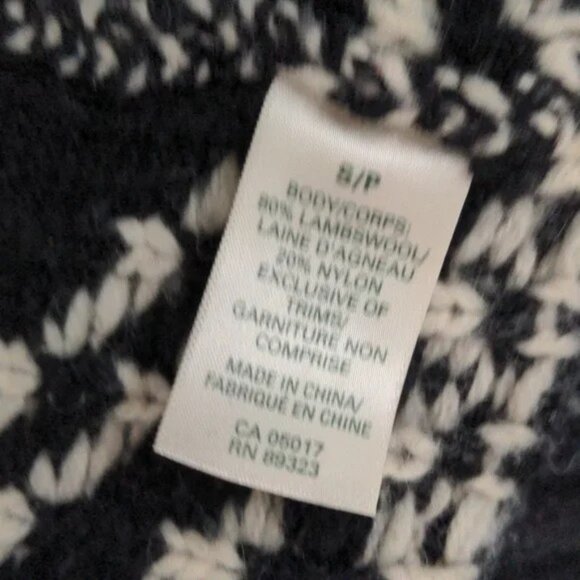 S/P
BODY/CORPS:
80% LAMBSWOOL/
LAINE D'AGNEAU
20% NYLON
EXCLUSIVE OF
TRIMS/
GARNITURE NON
COMPRISE
MADE IN CHINA/
FABRIQUÉ EN CHINE
CA 05017
RN 89323